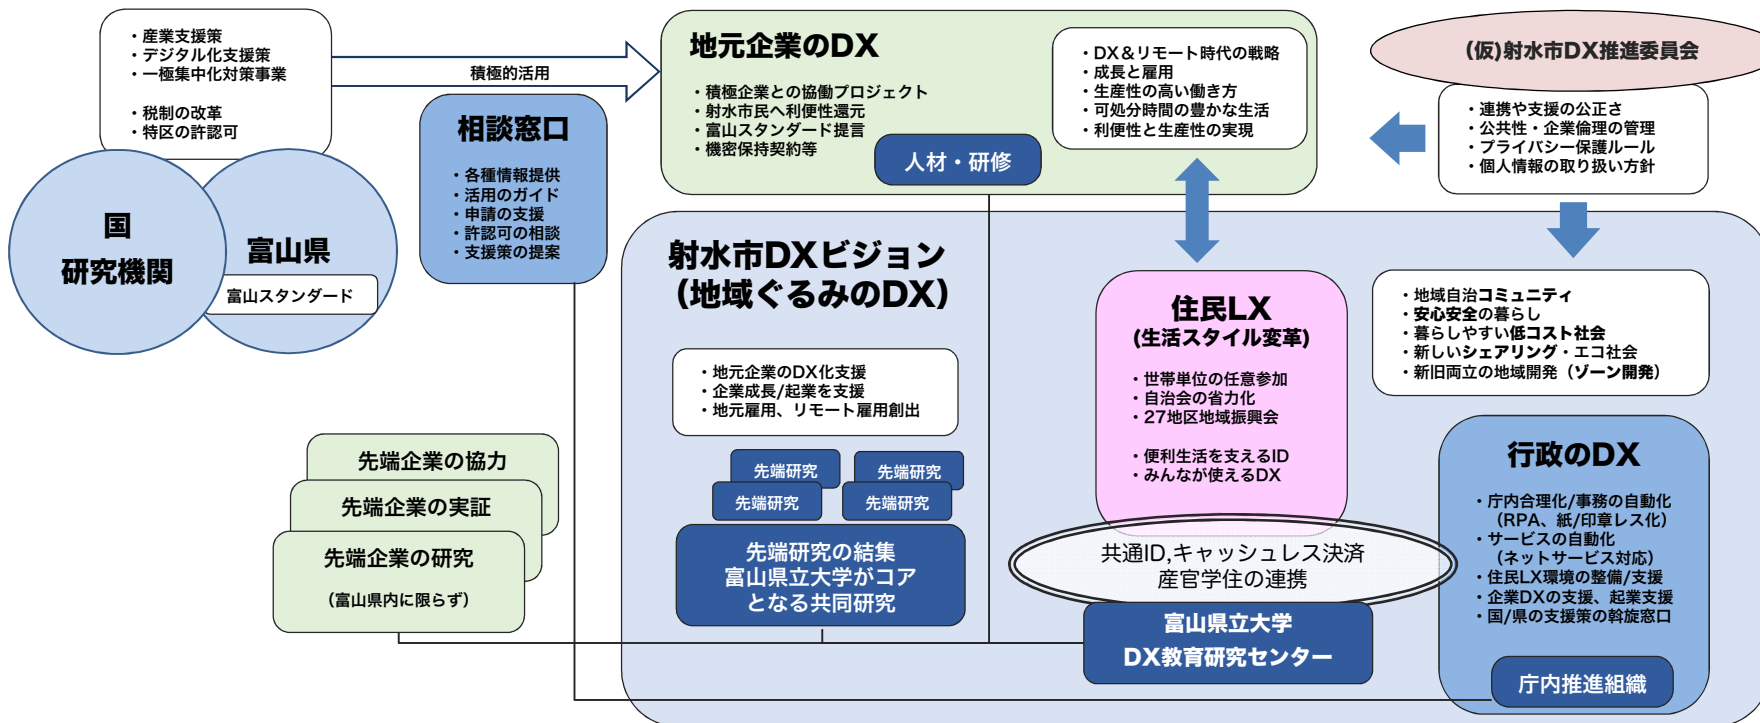 ・産業支援策
・デジタル化支援策
・一極集中化対策事業
・税制の改革
・特区の許認可
積極的活用
国
研究機関
富山県
富山スタンダード
相談窓口
・各種情報提供
・活用のガイド
・申請の支援
・許認可の相談
・支援策の提案
地元企業のDX
・積極企業との協働プロジェクト
・射水市民へ利便性還元
・富山スタンダード提言
・機密保持契約等
人材・研修
・DX＆リモート時代の戦略
・成長と雇用
・生産性の高い働き方
・可処分時間の豊かな生活
・利便性と生産性の実現
(仮)射水市DX推進委員会
・連携や支援の公正さ
・公共性・企業倫理の管理
・プライバシー保護ルール
・個人情報の取り扱い方針
射水市DXビジョン
（地域ぐるみのDX）
・地元企業のDX化支援
・企業成長/起業を支援
・地元雇用、リモート雇用創出
先端研究
先端研究
先端研究
先端研究
先端研究の結集
富山県立大学がコア
となる共同研究
先端企業の協力
先端企業の実証
先端企業の研究
（富山県内に限らず）
住民LX
(生活スタイル変革)
・世帯単位の任意参加
・自治会の省力化
・27地区地域振興会
・便利生活を支えるID
・みんなが使えるDX
共通ID,キャッシュレス決済
産官学住の連携
富山県立大学
DX教育研究センター
・地域自治コミュニティ
・安心安全の暮らし
・暮らしやすい低コスト社会
・新しいシェアリング・エコ社会
・新旧両立の地域開発（ゾーン開発）
行政のDX
・庁内合理化/事務の自動化
（RPA、紙/印章レス化）
・サービスの自動化
（ネットサービス対応）
・住民LX環境の整備/支援
・企業DXの支援、起業支援
・国/県の支援策の斡旋窓口
庁内推進組織